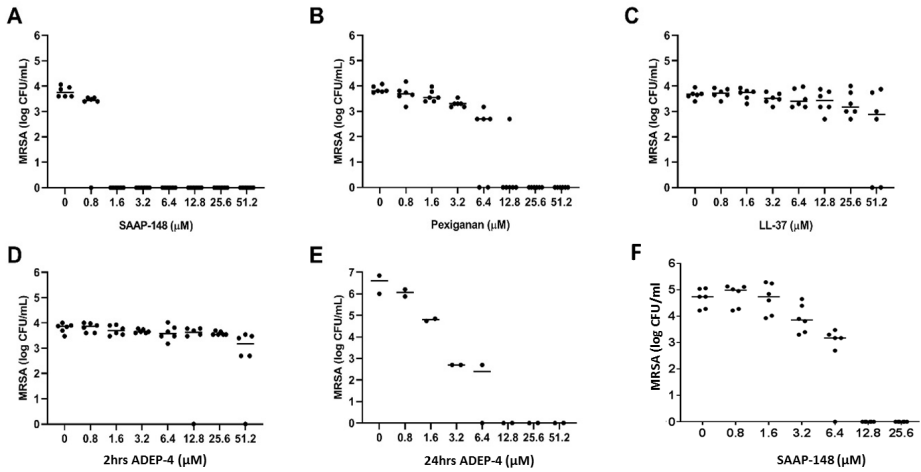 A
MRSA (log CFU/mL)
6
5
4
3
2
1
0
0 0.8 1.6 3.2 6.4 12.8 25.6 51.2
SAAP-148 (μM)
B
MRSA (log CFU/mL)
6
5
4
3
2
1
0
0 0.8 1.6 3.2 6.4 12.8 25.6 51.2
Pexiganan (μM)
C
MRSA (log CFU/mL)
6
5
4
3
2
1
0
0 0.8 1.6 3.2 6.4 12.8 25.6 51.2
LL-37 (μM)
D
MRSA (log CFU/mL)
6
5
4
3
2
1
0
0 0.8 1.6 3.2 6.4 12.8 25.6 51.2
2hrs ADEP-4 (μM)
E
MRSA (log CFU/mL)
7
6
5
4
3
2
1
0
0 0.8 1.6 3.2 6.4 12.8 25.6 51.2
24hrs ADEP-4 (μM)
F
MRSA (log CFU/ml
6
5
4
3
2
1
0
0 0.8 1.6 3.2 6.4 12.8 25.6
SAAP-148 (μM)